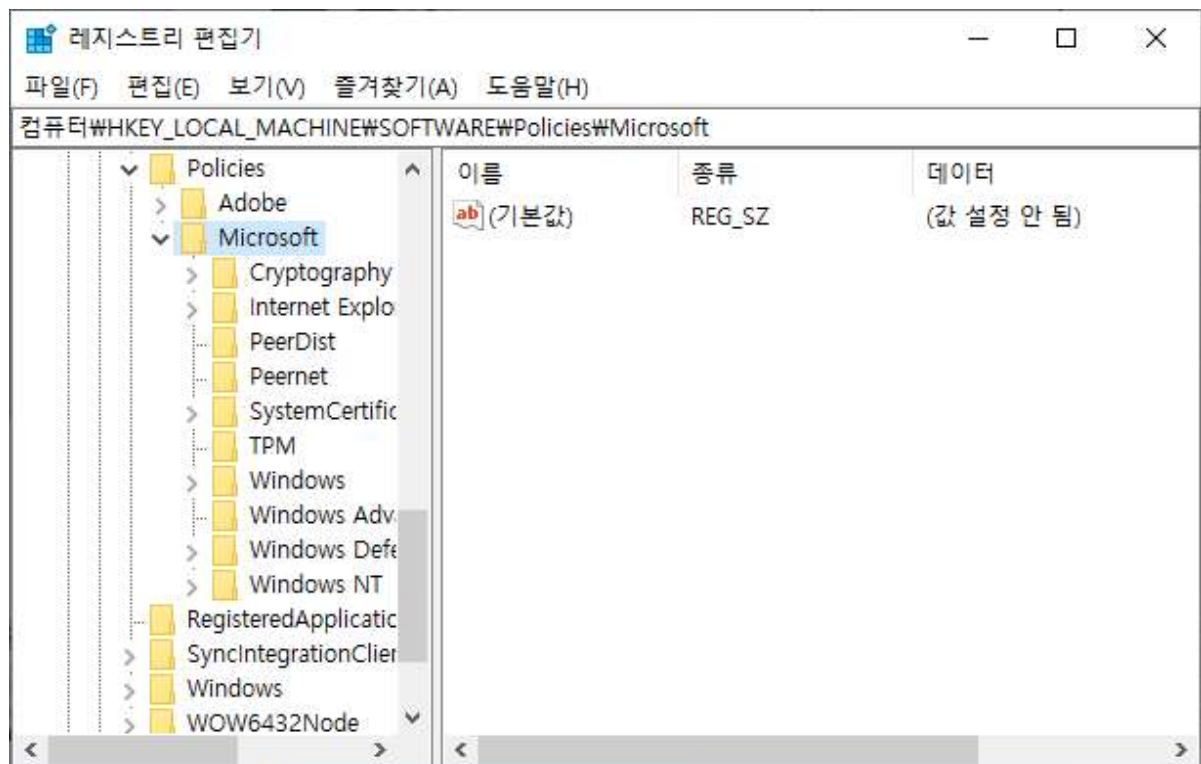 레지스트리 편집기
파일(F) 편집(E) 보기(V) 즐겨찾기(A) 도움말(H)
컴퓨터₩HKEY_LOCAL_MACHINE₩SOFTWARE₩Policies₩Microsoft
이름 종류 데이터
ab (기본값) REG_SZ (값 설정 안 됨)
Policies
Adobe
Microsoft
Cryptography
Internet Explo
PeerDist
Peernet
SystemCertific
TPM
Windows
Windows Adv
Windows Defe
Windows NT
RegisteredApplicatic
SyncIntegrationClier
Windows
WOW6432Node